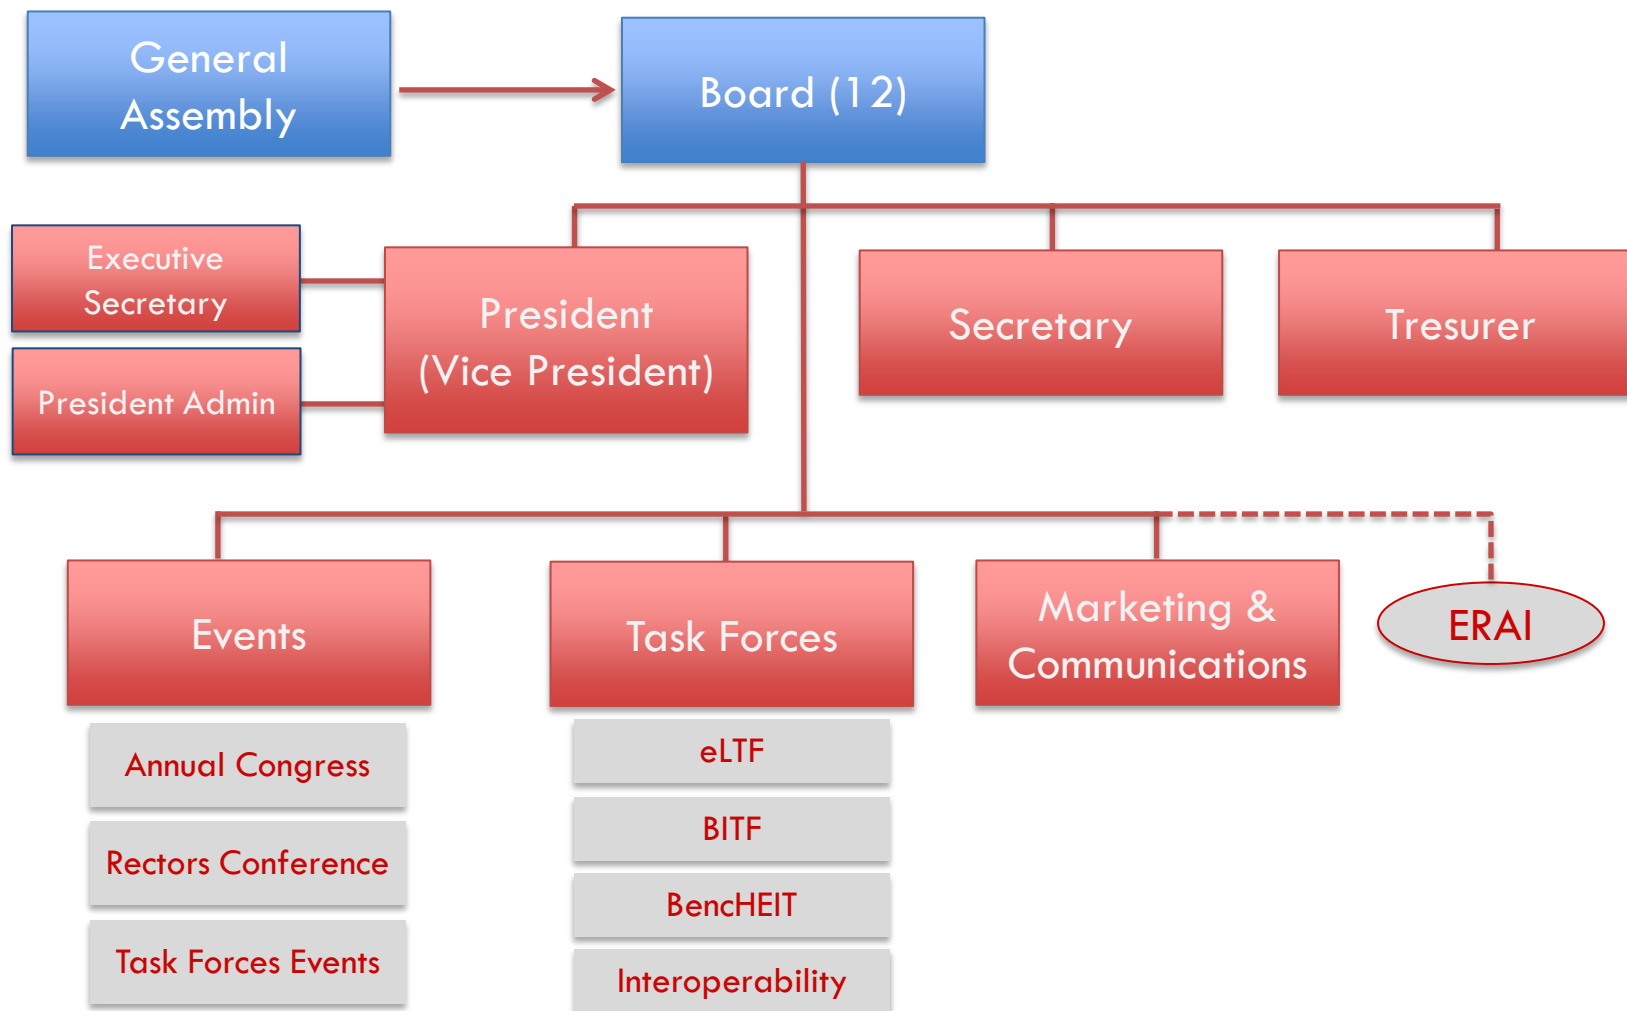 General
Assembly
Board (12)
Executive
Secretary
President Admin
President
(Vice President)
Secretary
Tresurer
Events
Task Forces
Marketing &
Communications
ERAI
Annual Congress
Rectors Conference
Task Forces Events
eLTF
BITF
BencHEIT
Interoperability